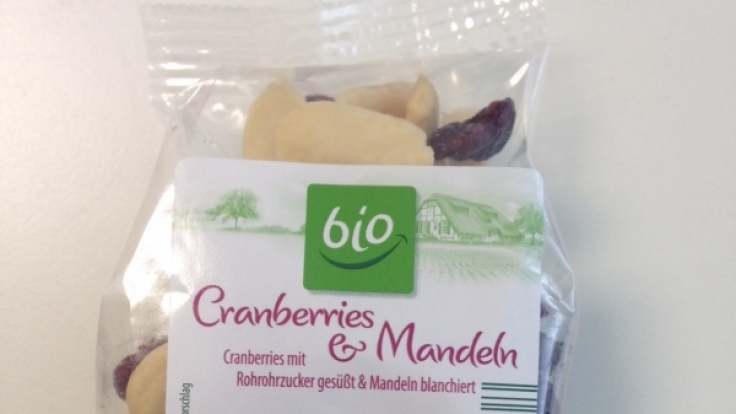 bio
Cranberries
& Mandeln
Cranberries mit
Rohrohrzucker gesüßt & Mandeln blanchiert